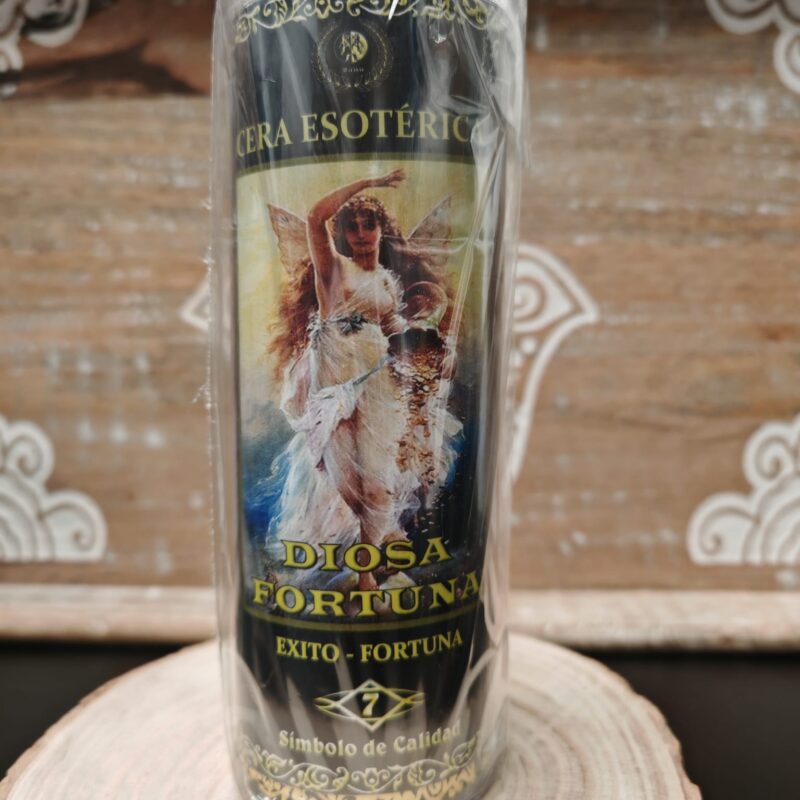 CERA ESOTÉRIC
DIOSA
FORTUNA
EXITO - FORTUNA
7
Símbolo de Calidad